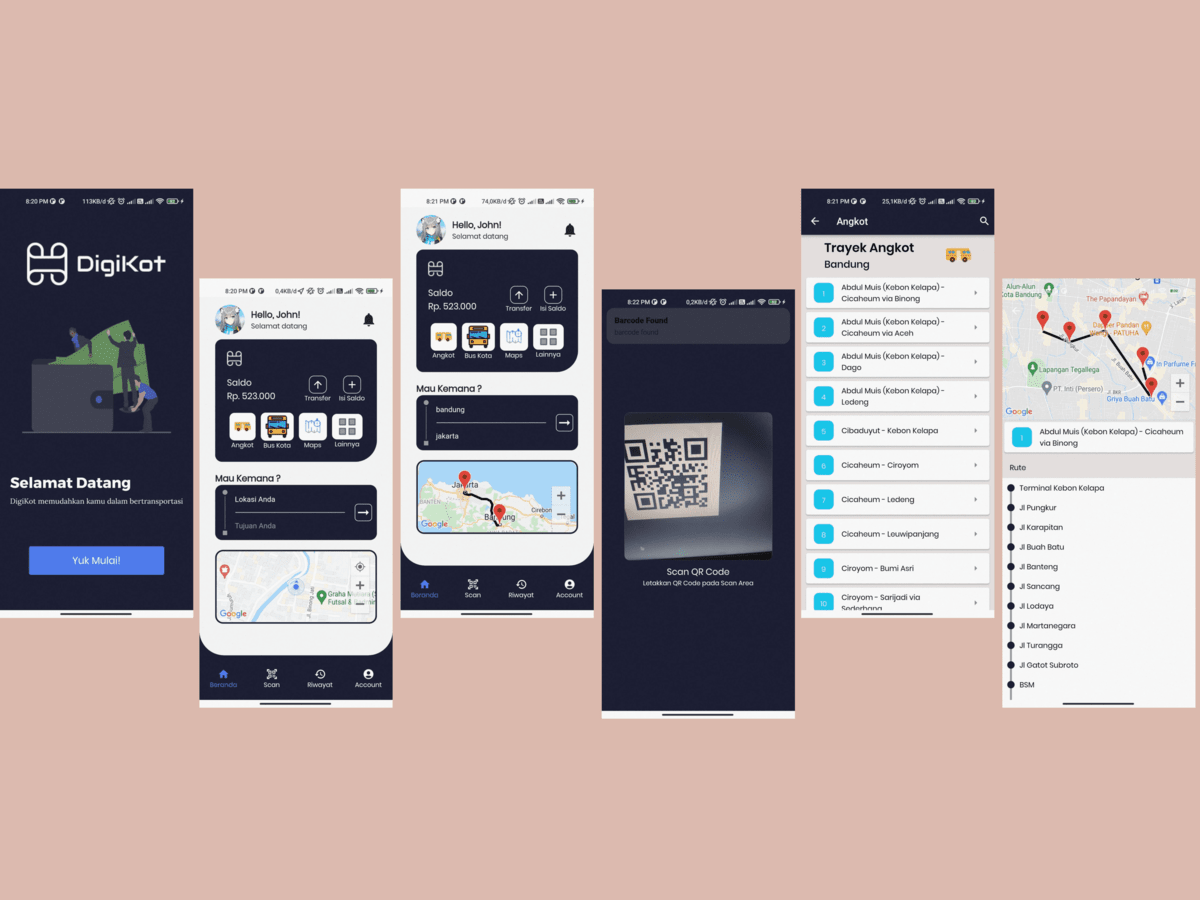 8:20 PM
113KB/d
DigiKot
Selamat Datang
DigiKot memudahkan kamu dalam bertransportasi
Yuk Mulai!
8:20 PM
0,4KB/d
Hello, John!
Selamat datang
Saldo
Rp. 523.000
Transfer
Isi Saldo
Angkot
Bus Kota
Maps
Lainnya
Mau Kemana ?
Lokasi Anda
Tujuan Anda
Graha
Futsal &
Google
Beranda
Scan
Riwayat
Account
8:21 PM
74,0KB/d
Hello, John!
Selamat datang
Saldo
Rp. 523.000
Transfer
Isi Saldo
Angkot
Bus Kota
Maps
Lainnya
Mau Kemana ?
bandung
jakarta
Jakarta
BANTEN
Cirebon
Bandung
Google
Beranda
Scan
Riwayat
Account
8:22 PM
0,2KB/d
Barcode Found
barcode found
Scan QR Code
Letakkan QR Code pada Scan Area
8:21 PM
25,1KB/d
Angkot
Trayek Angkot
Bandung
1
Abdul Muis (Kebon Kelapa) -
Cicaheum via Binong
2
Abdul Muis (Kebon Kelapa) -
Cicaheum via Aceh
3
Abdul Muis (Kebon Kelapa) -
Dago
4
Abdul Muis (Kebon Kelapa) -
Ledeng
5
Cibaduyut - Kebon Kelapa
6
Cicaheum - Ciroyom
7
Cicaheum - Ledeng
8
Cicaheum - Leuwipanjang
9
Ciroyom - Bumi Asri
10
Ciroyom - Sarijadi via
Sederhana
Alun-Alun
Kota Bandung
The Papandayan
Pandan
PATUHA
Lapangan Tegallega
In Parfume
PT. Inti (Persero)
Jl. BKR
Jl. Buah Batu
Griya Buah Batu
Google
1
Abdul Muis (Kebon Kelapa) - Cicaheum
via Binong
Rute
Terminal Kebon Kelapa
Jl Pungkur
Jl Karapitan
Jl Buah Batu
Jl Banteng
Jl Sancang
Jl Lodaya
Jl Martanegara
Jl Turangga
Jl Gatot Subroto
BSM